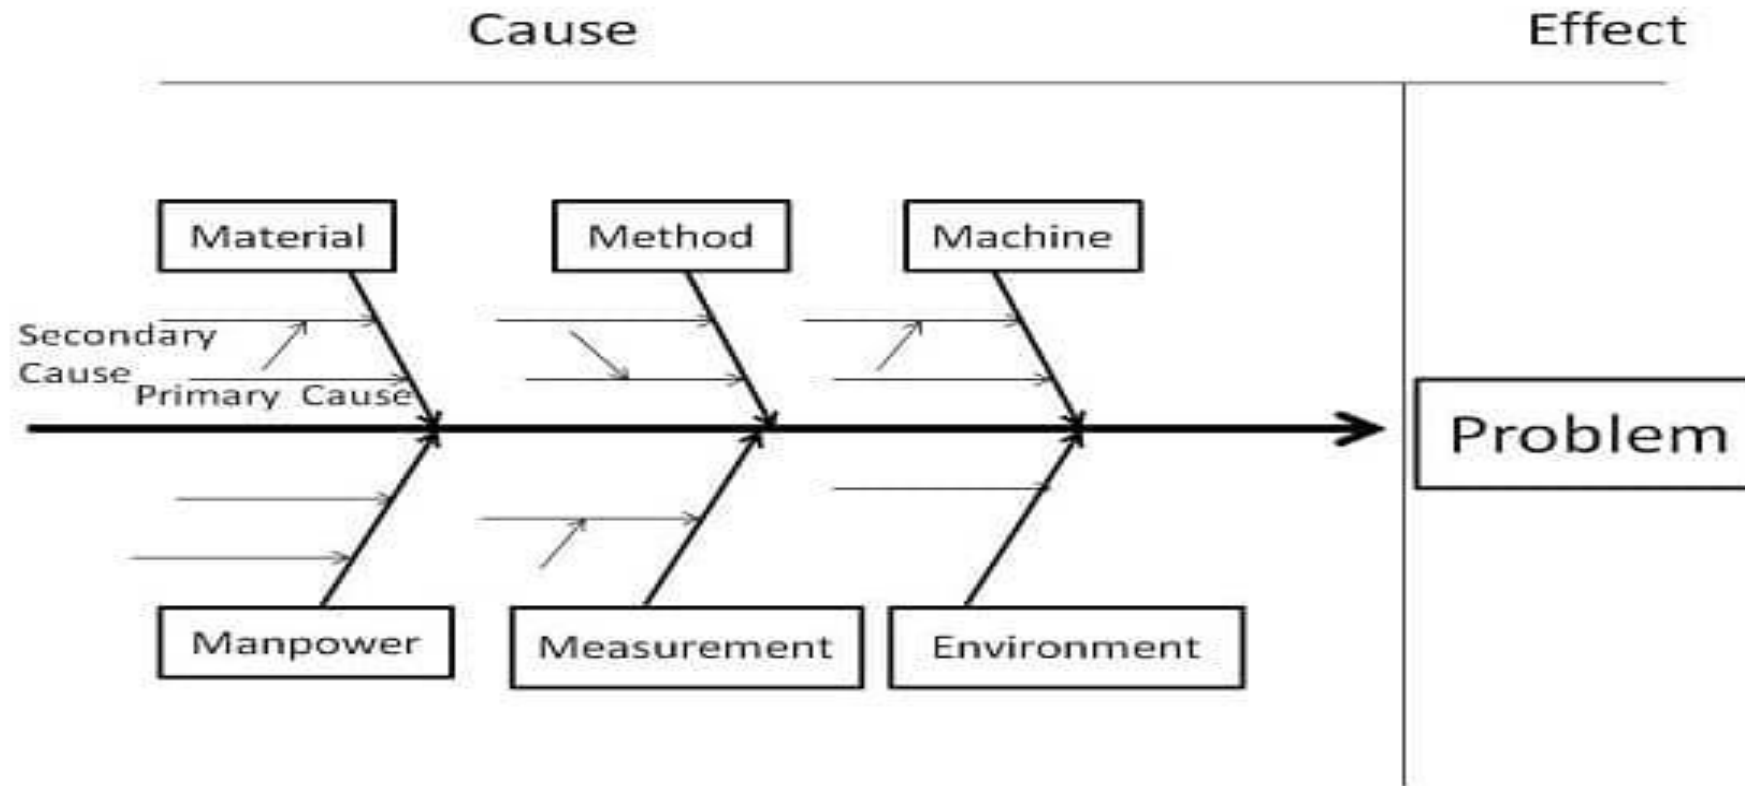 Cause
Effect
Material
Method
Machine
Secondary
Cause
Primary Cause
Problem
Manpower
Measurement
Environment